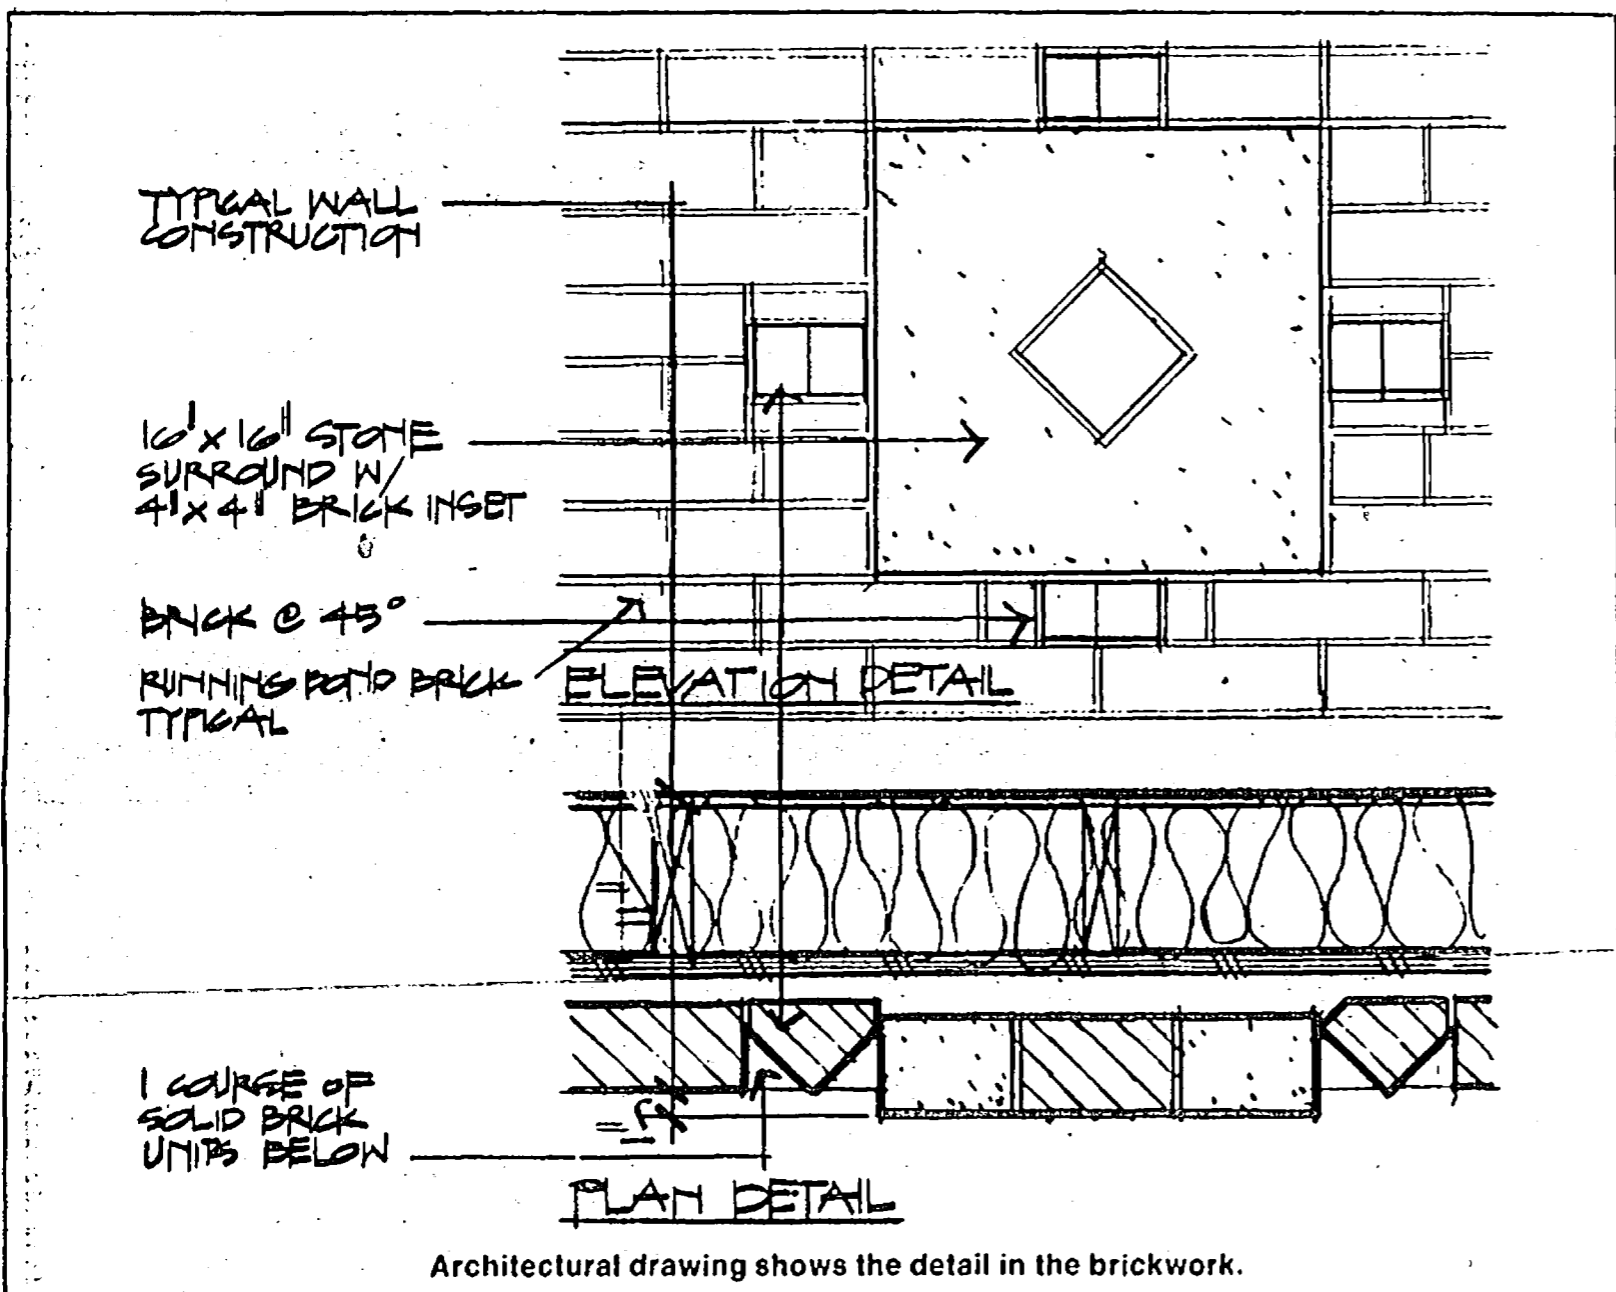 TYPICAL WALL
CONSTRUCTION
16" x 16" STONE
SURROUND W/
4" x 4" BRICK INSET
BRICK @ 45°
RUNNING BOND BRICK
TYPICAL
ELEVATION DETAIL
1 COURSE OF
SOLID BRICK
UNITS BELOW
PLAN DETAIL
Architectural drawing shows the detail in the brickwork.